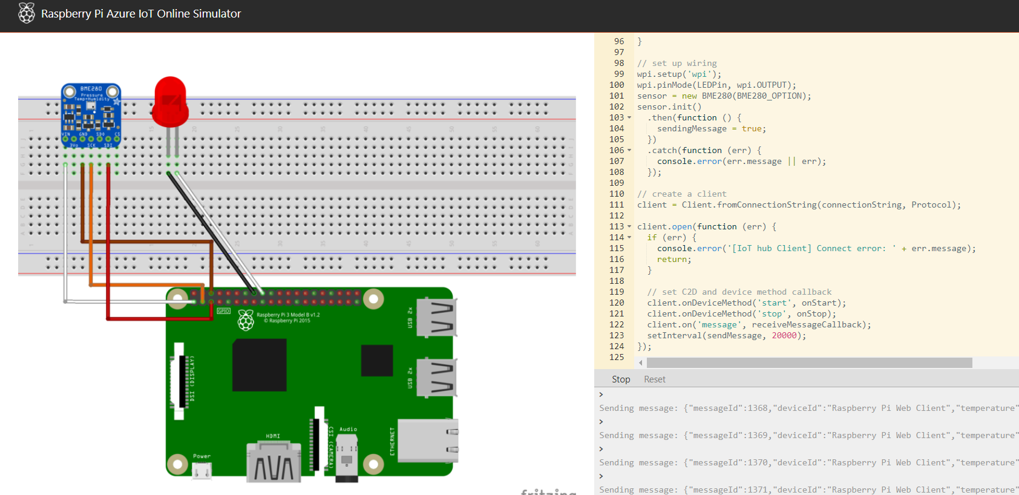 Raspberry Pi Azure IoT Online Simulator
BME280
Pressure
Temp+Humidity
Raspberry Pi 3 Model B v1.2
© Raspberry Pi 2015
GPIO
DSI (DISPLAY)
USB 2x
USB 2x
Power
HDMI
CSI (CAMERA)
Audio
ETHERNET
fritzing
96 }
97
98 // set up wiring
99 wpi.setup('wpi');
100 wpi.pinMode(LEDPin, wpi.OUTPUT);
101 sensor = new BME280(BME280_OPTION);
102 sensor.init()
103 .then(function () {
104 sendingMessage = true;
105 })
106 .catch(function (err) {
107 console.error(err.message || err);
108 });
109
110 // create a client
111 client = Client.fromConnectionString(connectionString, Protocol);
112
113 client.open(function (err) {
114 if (err) {
115 console.error('[IoT hub Client] Connect error: ' + err.message);
116 return;
117 }
118
119 // set C2D and device method callback
120 client.onDeviceMethod('start', onStart);
121 client.onDeviceMethod('stop', onStop);
122 client.on('message', receiveMessageCallback);
123 setInterval(sendMessage, 20000);
124 });
125
Stop Reset
>
Sending message: {"messageId":1368,"deviceId":"Raspberry Pi Web Client","temperature"
>
Sending message: {"messageId":1369,"deviceId":"Raspberry Pi Web Client","temperature"
>
Sending message: {"messageId":1370,"deviceId":"Raspberry Pi Web Client","temperature"
>
Sending message: {"messageId":1371,"deviceId":"Raspberry Pi Web Client","temperature"